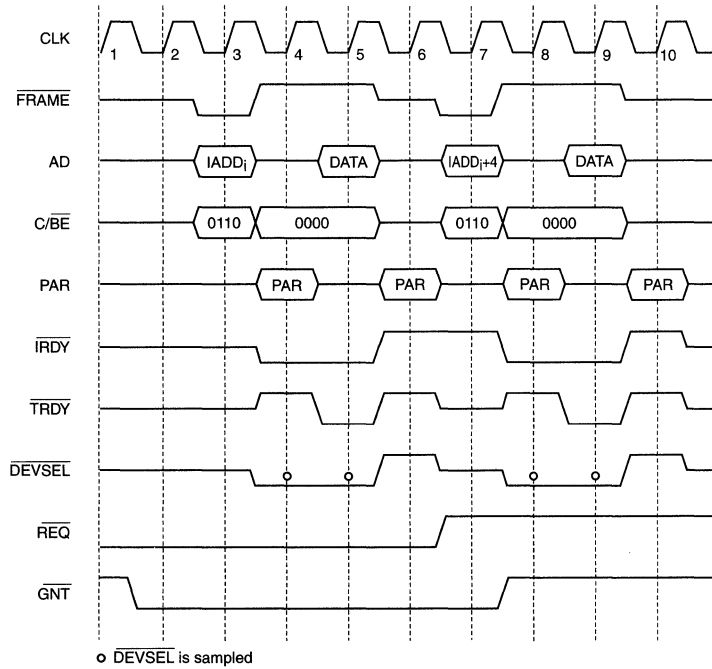 CLK 1 2 3 4 5 6 7 8 9 10
FRAME
AD IADDi DATA IADDi+4 DATA
C/BE 0110 0000 0110 0000
PAR PAR PAR PAR PAR
IRDY
TRDY
DEVSEL
REQ
GNT
DEVSEL is sampled